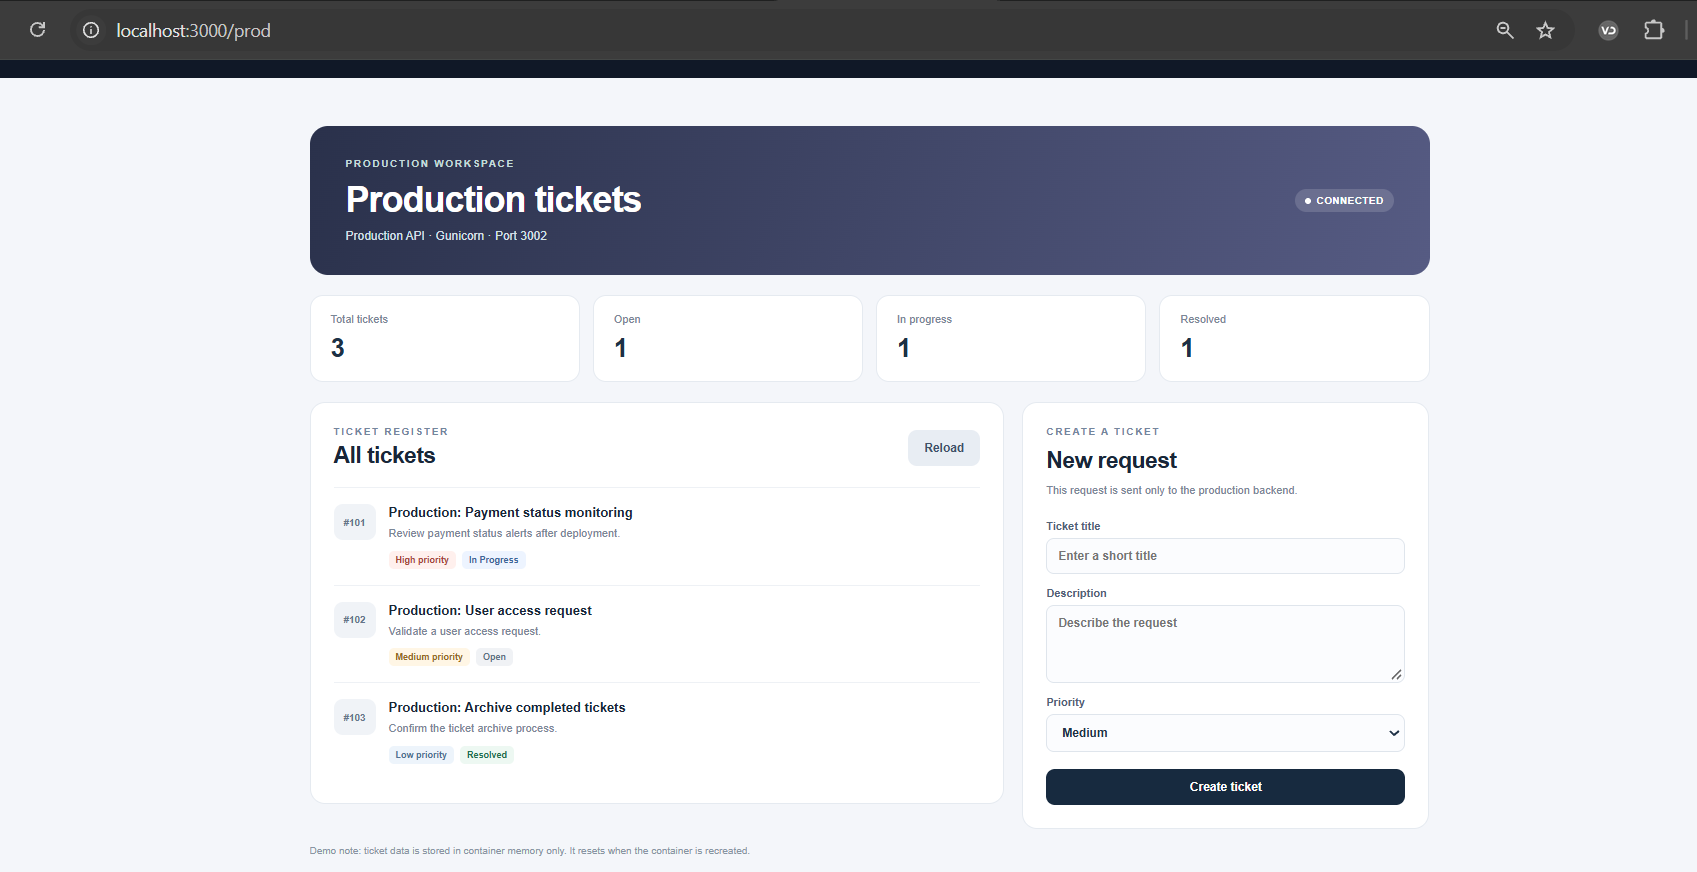 localhost:3000/prod
PRODUCTION WORKSPACE
Production tickets
Production API · Gunicorn · Port 3002
CONNECTED
Total tickets
3
Open
1
In progress
1
Resolved
1
TICKET REGISTER
All tickets
Reload
#101
Production: Payment status monitoring
Review payment status alerts after deployment.
High priority In Progress
#102
Production: User access request
Validate a user access request.
Medium priority Open
#103
Production: Archive completed tickets
Confirm the ticket archive process.
Low priority Resolved
CREATE A TICKET
New request
This request is sent only to the production backend.
Ticket title
Enter a short title
Description
Describe the request
Priority
Medium
Create ticket
Demo note: ticket data is stored in container memory only. It resets when the container is recreated.